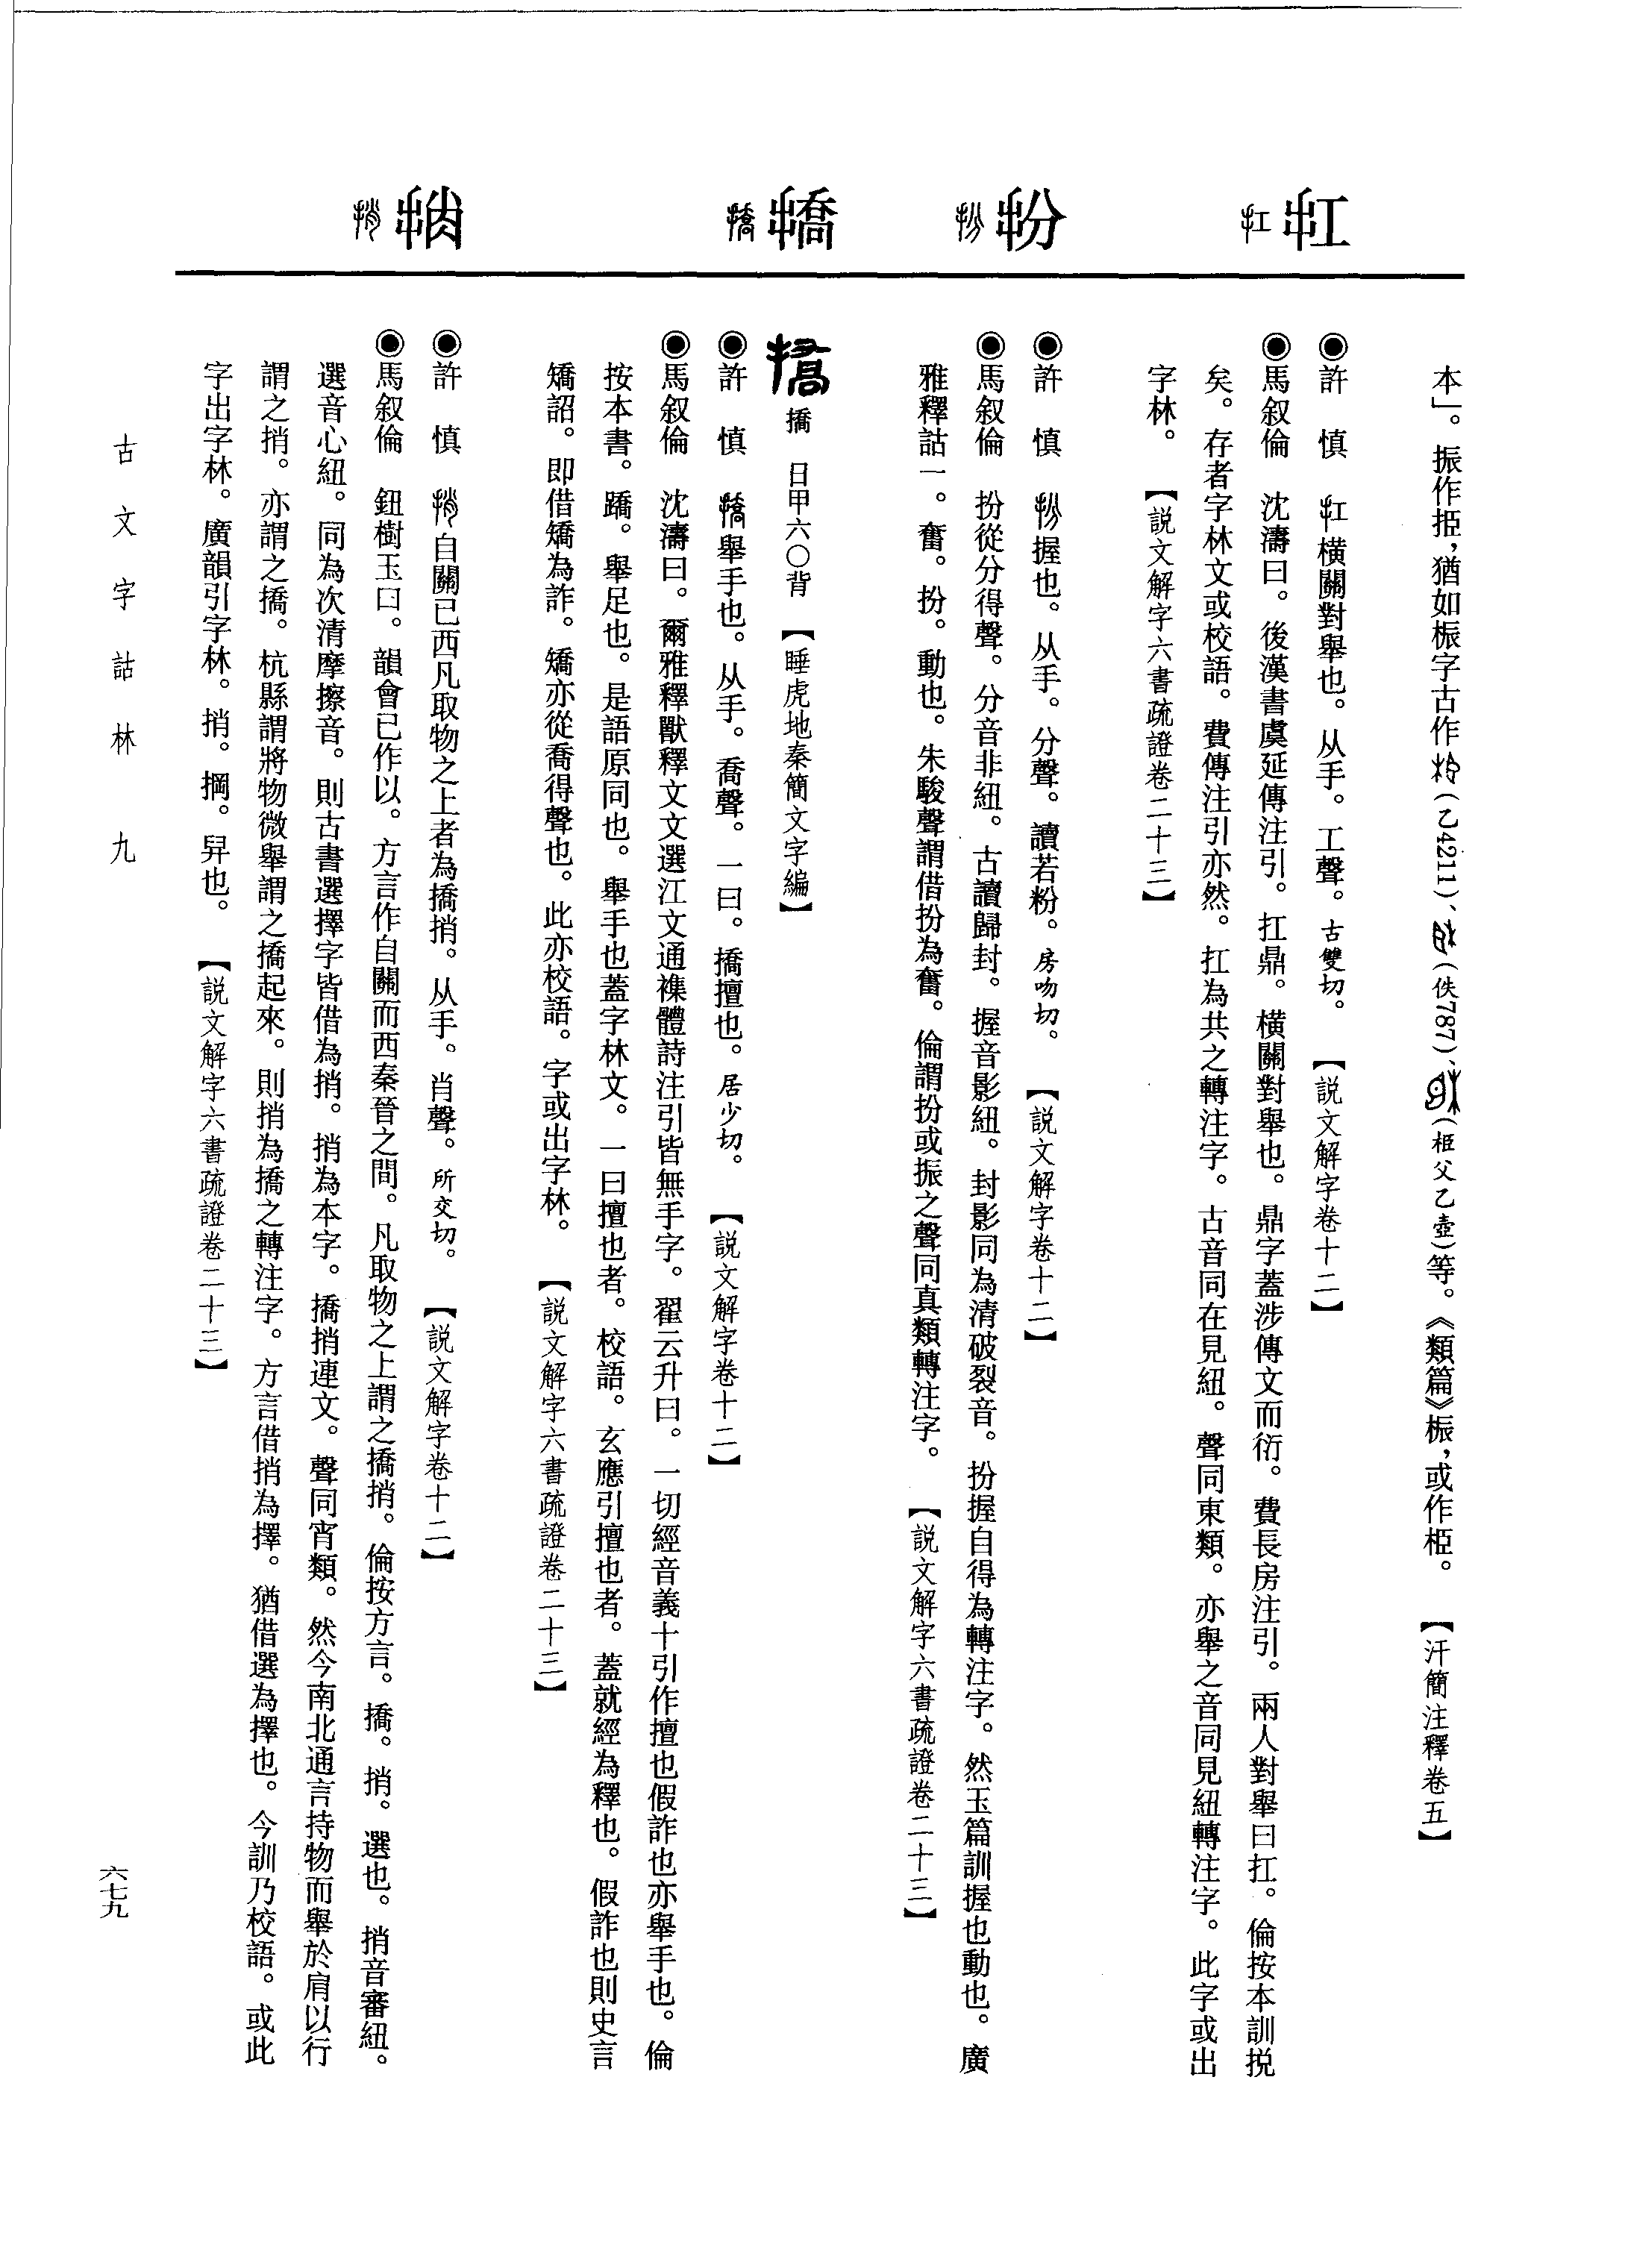 本」。振作挋，猶如桭字古作（乙4211）、（佚787）、（柜父乙壺）等。《類篇》桭，或作桭。　【汗簡注釋卷五】
扛
●許　慎　扛橫關對舉也。从手。工聲。古雙切。　【説文解字卷十二】
●馬叙倫　沈濤曰。後漢書虞延傳注引。扛鼎。橫關對舉也。鼎字蓋涉傳文而衍。費長房注引。兩人對舉曰扛。倫按本訓挩
矣。存者字林文或校語。費傳注引亦然。扛為共之轉注字。古音同在見紐。聲同東類。亦舉之音同見紐轉注字。此字或出
字林。　【説文解字六書疏證卷二十三】
扮
●許　慎　扮握也。从手。分聲。讀若粉。房吻切。　【説文解字卷十二】
●馬叙倫　扮從分得聲。分音非紐。古讀歸封。握音影紐。封影同為清破裂音。扮握自得為轉注字。然玉篇訓握也動也。廣
雅釋詁一。奮。扮。動也。朱駿聲謂借扮為奮。倫謂扮或振之聲同真類轉注字。　【説文解字六書疏證卷二十三】
撟
撟　日甲六〇背　【睡虎地秦簡文字編】
●許　慎　撟舉手也。从手。喬聲。一曰。撟擅也。居少切。　【説文解字卷十二】
●馬叙倫　沈濤曰。爾雅釋獸釋文文選江文通襍體詩注引皆無手字。翟云升曰。一切經音義十引作擅也假詐也亦舉手也。倫
按本書。蹻。舉足也。是語原同也。舉手也蓋字林文。一曰擅也者。校語。玄應引擅也者。蓋就經為釋也。假詐也則史言
矯詔。即借矯為詐。矯亦從喬得聲也。此亦校語。字或出字林。　【説文解字六書疏證卷二十三】
捎
●許　慎　捎自關已西凡取物之上者為撟捎。从手。肖聲。所交切。　【説文解字卷十二】
●馬叙倫　鈕樹玉曰。韻會已作以。方言作自關而西秦晉之間。凡取物之上謂之撟捎。倫按方言。撟。捎。選也。捎音審紐。
選音心紐。同為次清摩擦音。則古書選擇字皆借為捎。捎為本字。撟捎連文。聲同宵類。然今南北通言持物而舉於肩以行
謂之捎。亦謂之撟。杭縣謂將物微舉謂之撟起來。則捎為撟之轉注字。方言借捎為擇。猶借選為擇也。今訓乃校語。或此
字出字林。廣韻引字林。捎。掆。舁也。　【説文解字六書疏證卷二十三】
古文字詁林　九
六七九